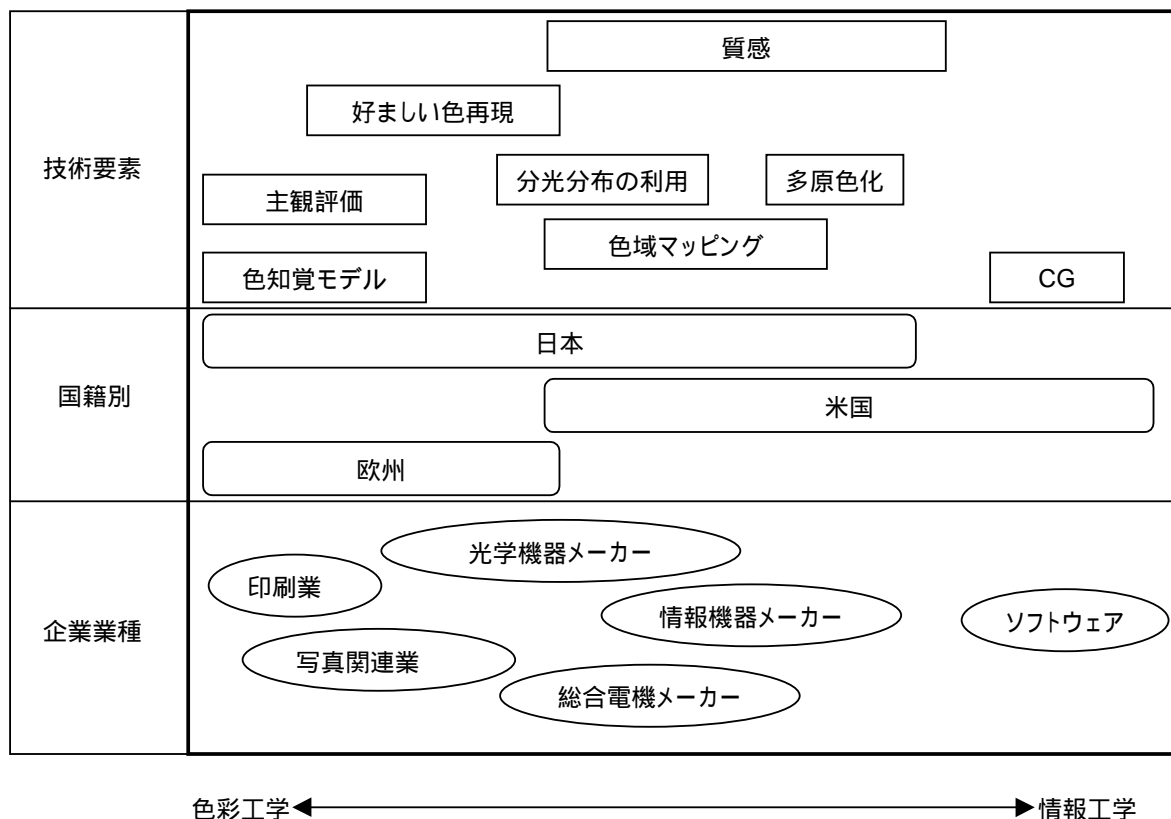 技術要素
質感
好ましい色再現
分光分布の利用
多原色化
主観評価
色域マッピング
色知覚モデル
CG
国籍別
日本
米国
欧州
企業業種
光学機器メーカー
印刷業
情報機器メーカー
ソフトウェア
写真関連業
総合電機メーカー
色彩工学
情報工学